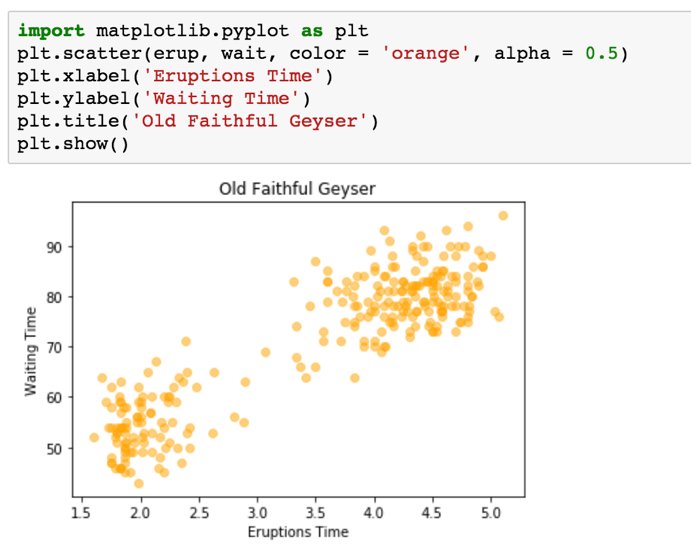 import matplotlib.pyplot as plt
plt.scatter(erup, wait, color = 'orange', alpha = 0.5)
plt.xlabel('Eruptions Time')
plt.ylabel('Waiting Time')
plt.title('Old Faithful Geyser')
plt.show()
Old Faithful Geyser
Waiting Time
90
80
70
60
50
1.5 2.0 2.5 3.0 3.5 4.0 4.5 5.0
Eruptions Time